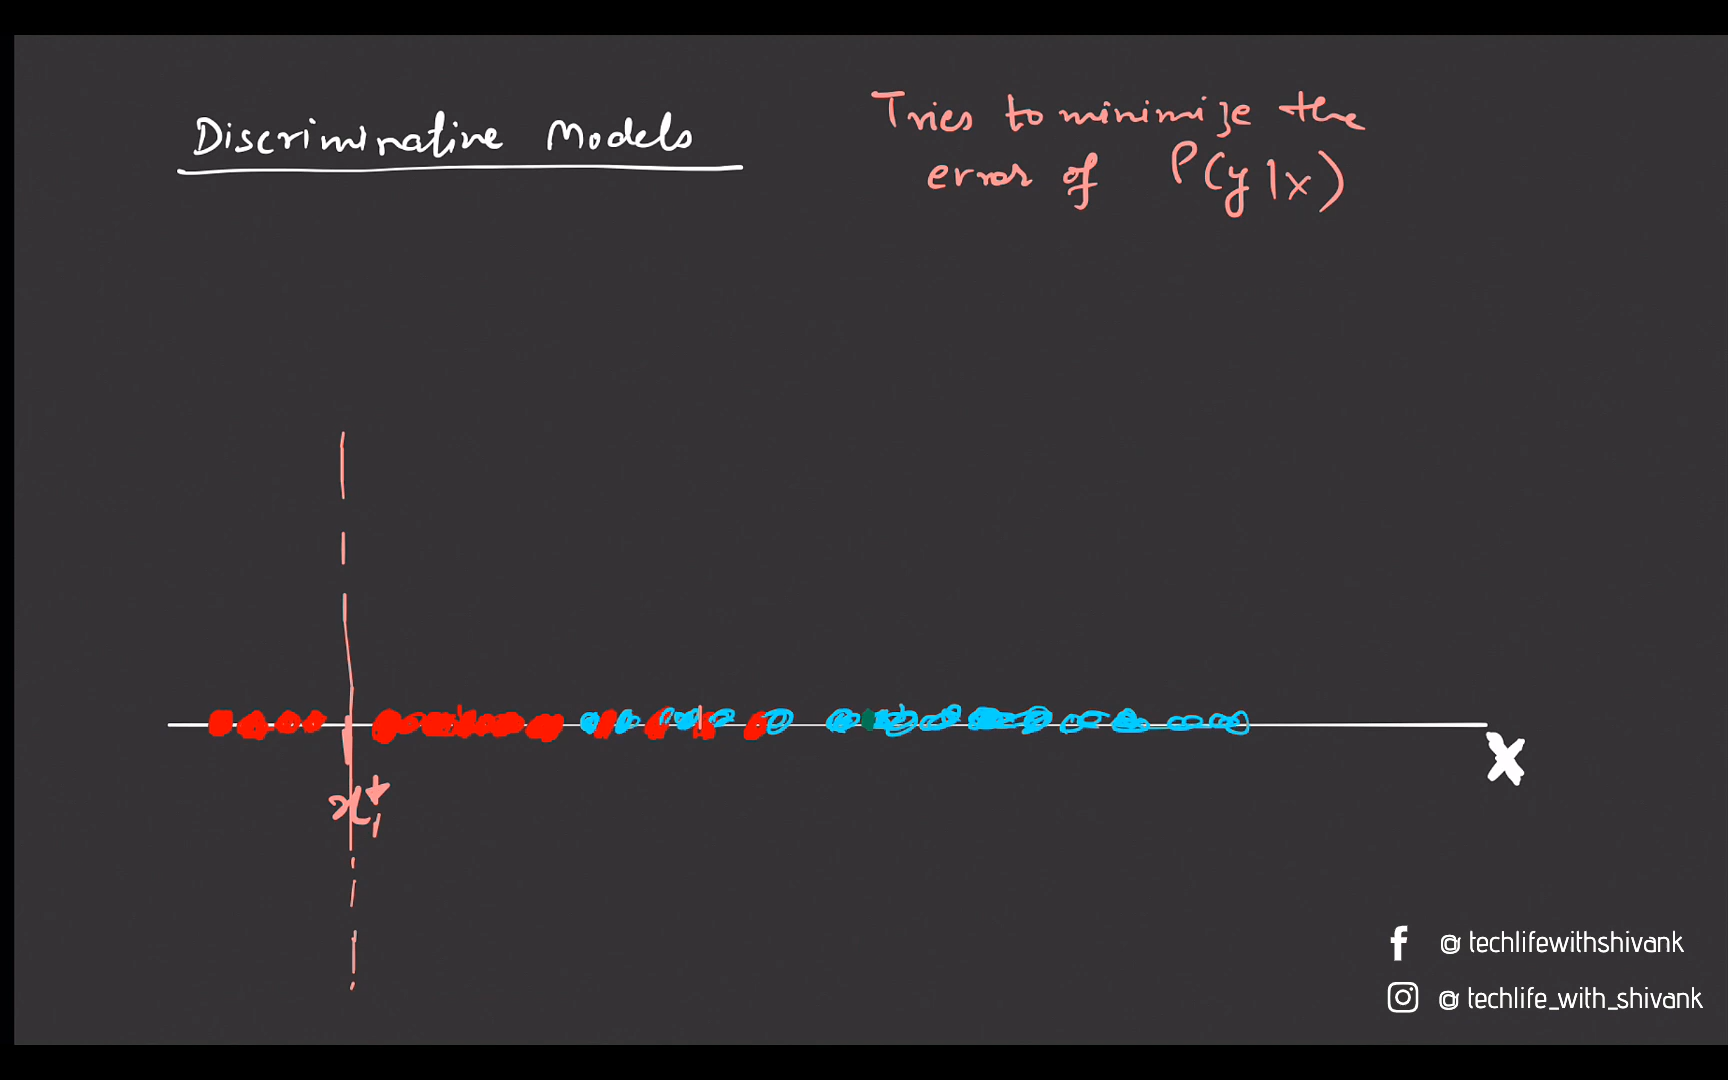 Discriminative Models
Tries to minimize the
error of P(y|x)
X
@ techlifewithshivank
@ techlife_with_shivank